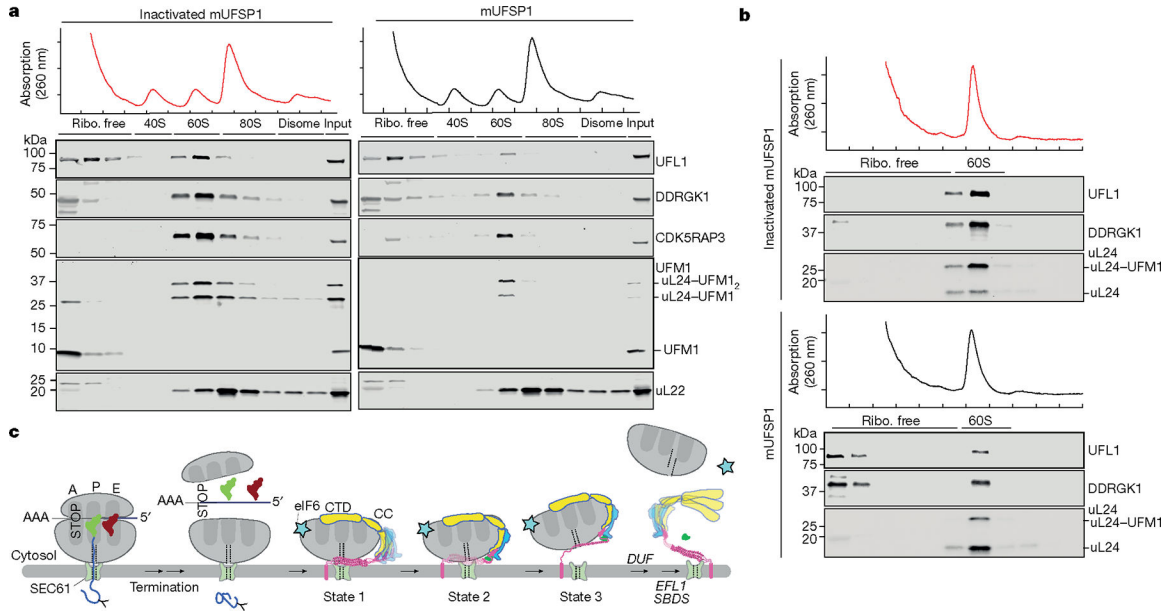 a
Inactivated mUFSP1
mUFSP1
Absorption
(260 nm)
Absorption
(260 nm)
Ribo. free 40S 60S 80S Disome Input
Ribo. free 40S 60S 80S Disome Input
kDa
100
75
UFL1
50
DDRGK1
75
50
CDK5RAP3
37
25
15
10
UFM1
uL24–UFM1₂
uL24–UFM1
UFM1
25
20
uL22
b
Inactivated mUFSP1
Absorption
(260 nm)
Ribo. free 60S
kDa
100
75
UFL1
37
DDRGK1
uL24
25
20
uL24–UFM1
uL24
mUFSP1
Absorption
(260 nm)
Ribo. free 60S
kDa
100
75
UFL1
37
DDRGK1
uL24
25
20
uL24–UFM1
uL24
c
A P E
AAA STOP 5′
AAA STOP 5′
Cytosol
SEC61
Termination
eIF6 CTD CC
State 1
State 2
State 3
DUF
EFL1
SBDS